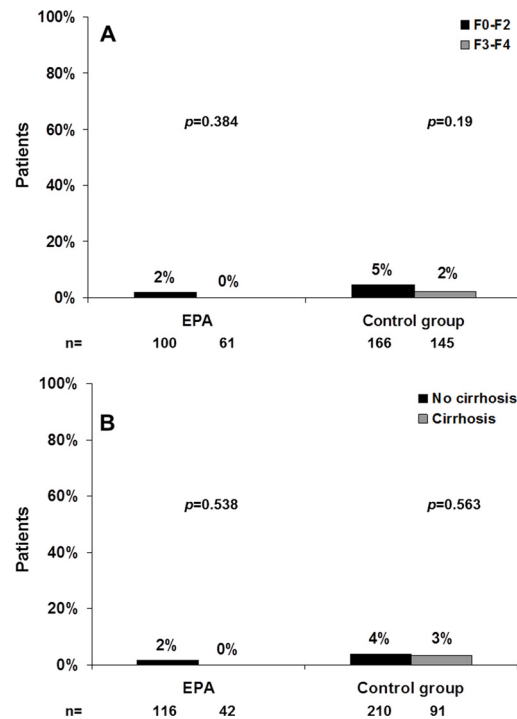 100%
A
F0-F2
F3-F4
80%
60%
p=0.384
p=0.19
40%
20%
0%
Patients
2%
0%
5%
2%
EPA
Control group
n=
100
61
166
145
100%
B
No cirrhosis
Cirrhosis
80%
60%
p=0.538
p=0.563
40%
20%
0%
Patients
2%
0%
4%
3%
EPA
Control group
n=
116
42
210
91